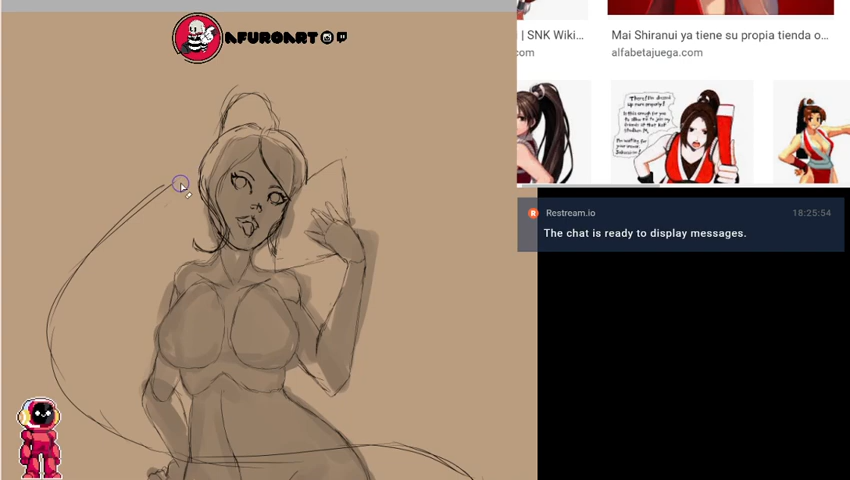 AFUROART
| SNK Wiki...
com
Mai Shiranui ya tiene su propia tienda o...
alfabetajuega.com
Restream.io
18:25:54
The chat is ready to display messages.